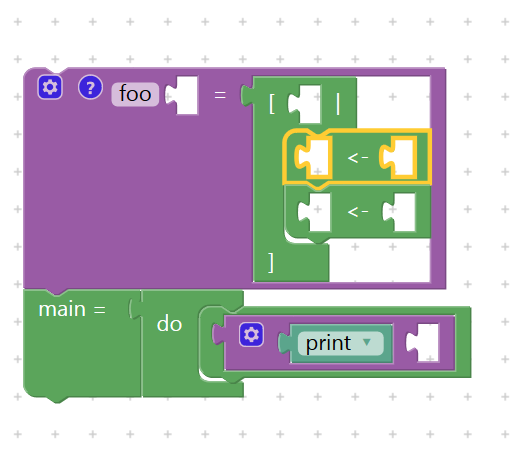 ? foo = [ |
<-
<-
]
main = do
print ▼